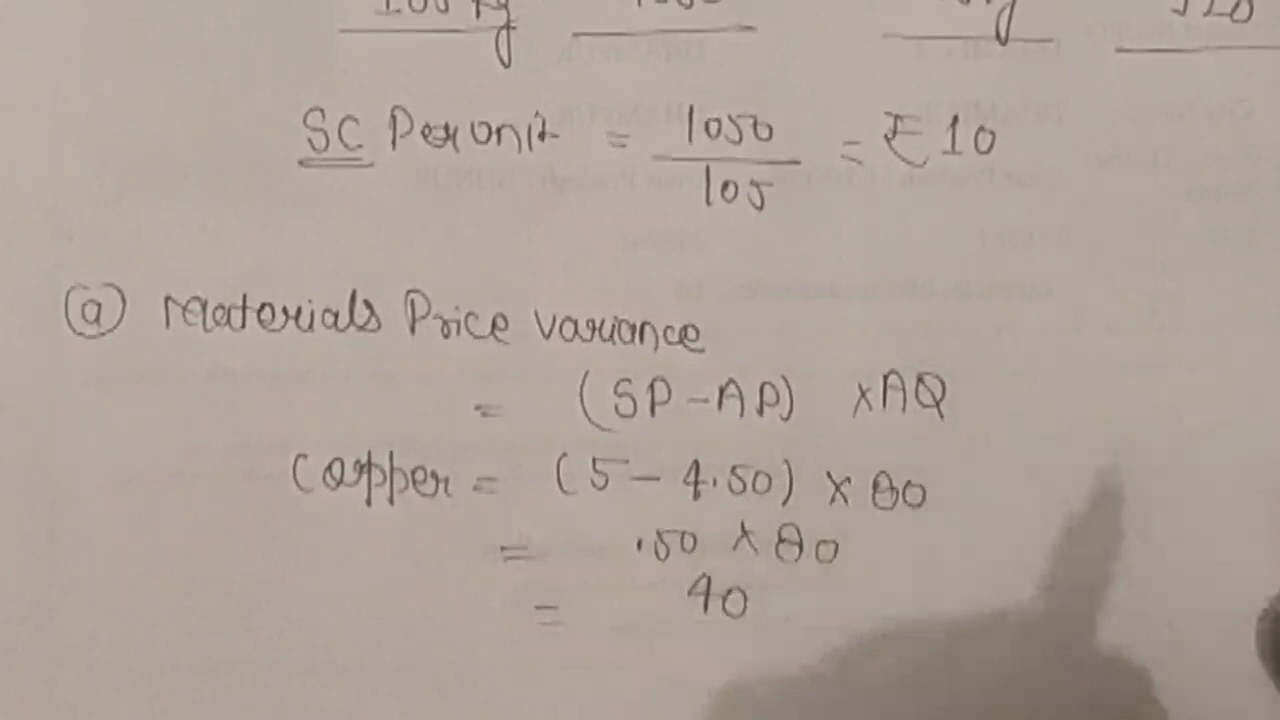 SC Per unit = 1050 / 105 = ₹10
(a) Materials Price variance
= (SP-AP) × AQ
Copper = (5 - 4.50) × 80
= .50 × 80
= 40